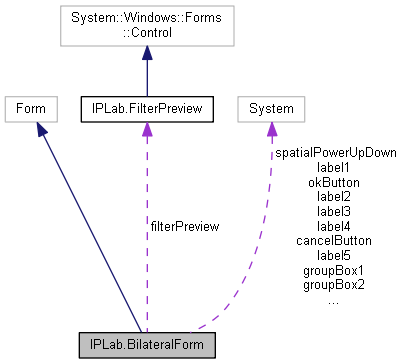 System::Windows::Forms
::Control
Form
IPLab.FilterPreview
System
spatialPowerUpDown
label1
okButton
label2
label3
label4
cancelButton
label5
groupBox1
groupBox2
...
filterPreview
IPLab.BilateralForm